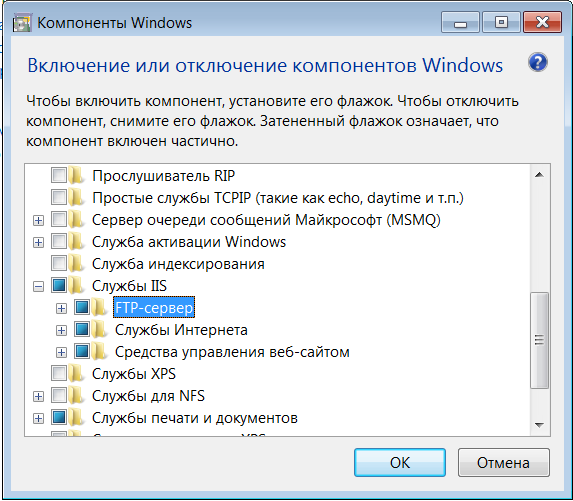 Компоненты Windows
Включение или отключение компонентов Windows
Чтобы включить компонент, установите его флажок. Чтобы отключить
компонент, снимите его флажок. Затененный флажок означает, что
компонент включен частично.
Прослушиватель RIP
Простые службы TCPIP (такие как echo, daytime и т.п.)
Сервер очереди сообщений Майкрософт (MSMQ)
Служба активации Windows
Служба индексирования
Службы IIS
FTP-сервер
Службы Интернета
Средства управления веб-сайтом
Службы XPS
Службы для NFS
Службы печати и документов
OK
Отмена